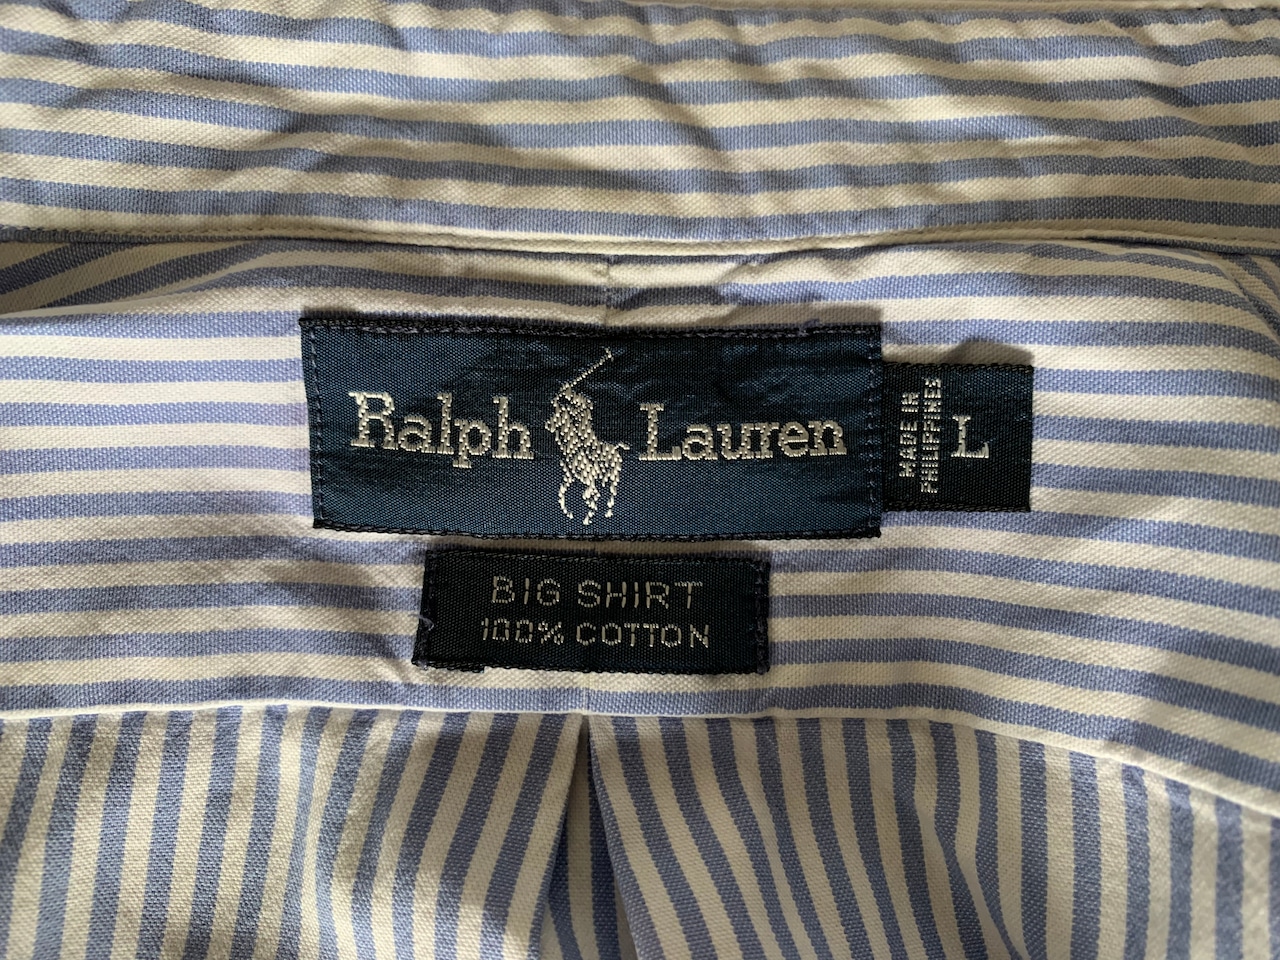 Ralph Lauren
MADE IN
PHILIPPINES
L
BIG SHIRT
100% COTTON